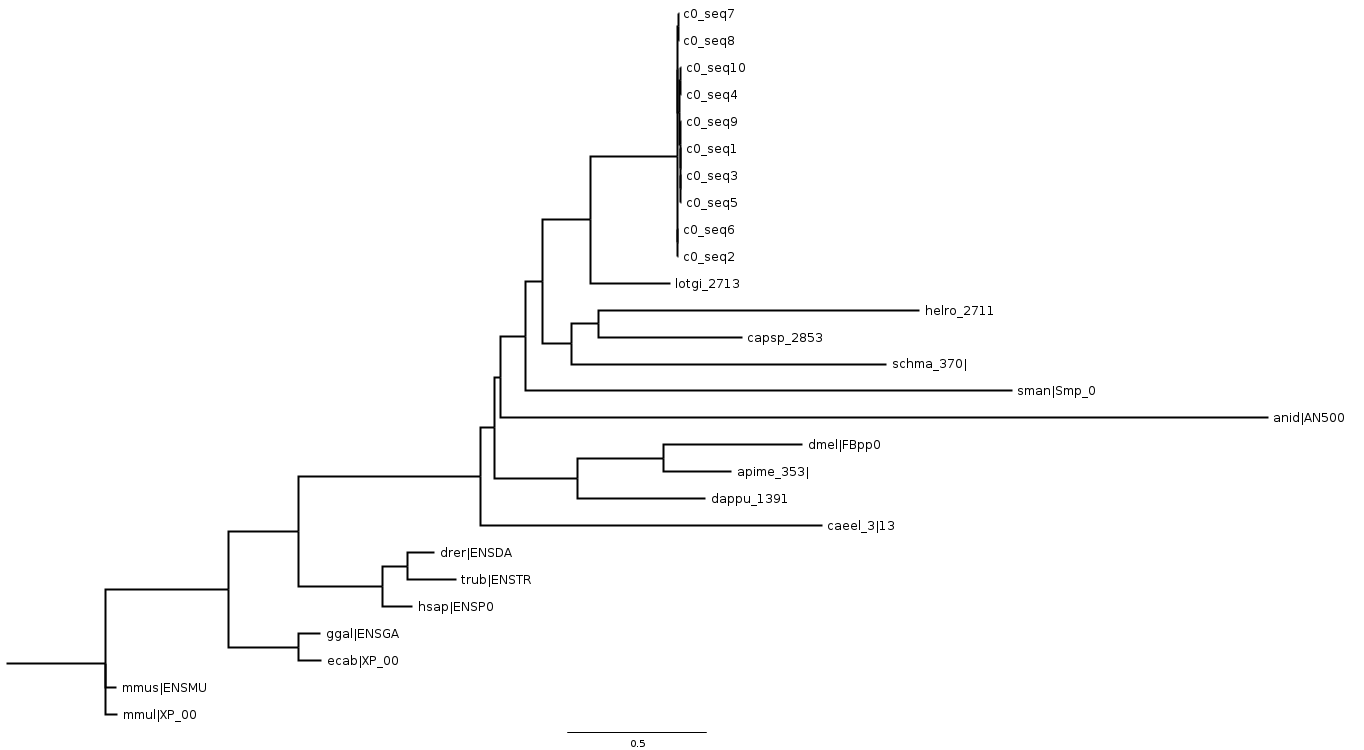 c0_seq7
c0_seq8
c0_seq10
c0_seq4
c0_seq9
c0_seq1
c0_seq3
c0_seq5
c0_seq6
c0_seq2
lotgi_2713
helro_2711
capsp_2853
schma_370|
sman|Smp_0
anid|AN500
dmel|FBpp0
apime_353|
dappu_1391
caeel_3|13
drer|ENSDA
trub|ENSTR
hsap|ENSP0
ggal|ENSGA
ecab|XP_00
mmus|ENSMU
mmul|XP_00
0.5